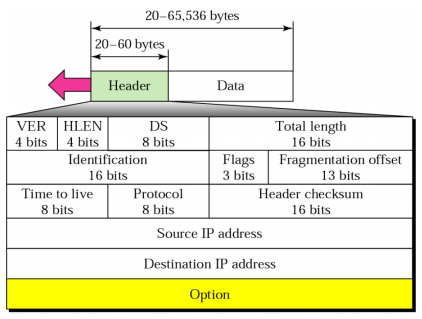 20–65,536 bytes
20–60 bytes
Header
Data
VER
4 bits
HLEN
4 bits
DS
8 bits
Total length
16 bits
Identification
16 bits
Flags
3 bits
Fragmentation offset
13 bits
Time to live
8 bits
Protocol
8 bits
Header checksum
16 bits
Source IP address
Destination IP address
Option